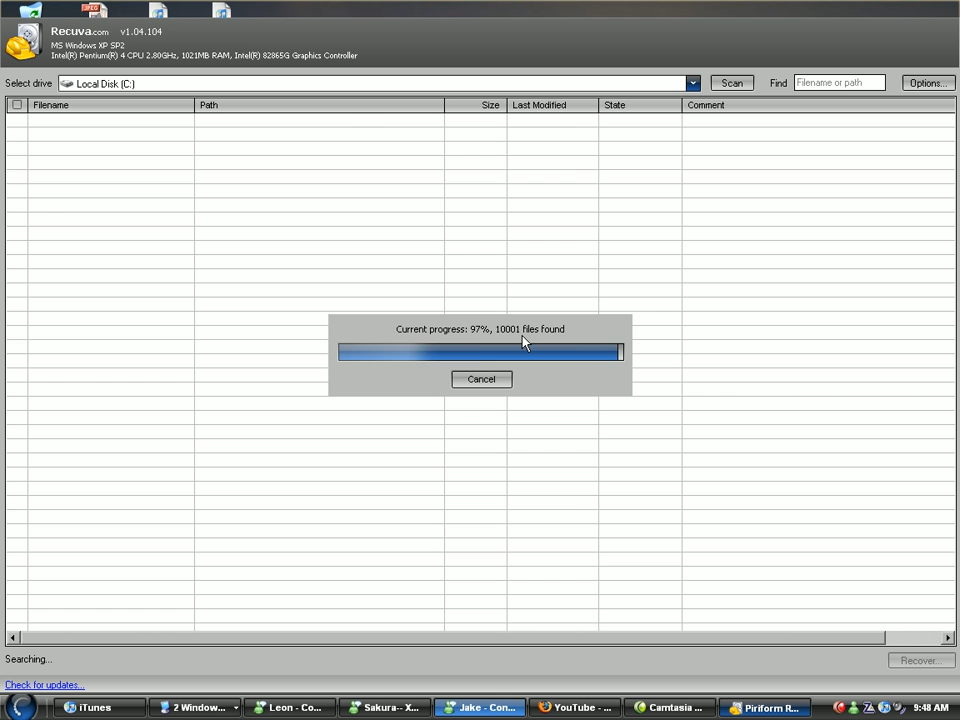 JPEG
Recuva.com v1.04.104
MS Windows XP SP2
Intel(R) Pentium(R) 4 CPU 2.80GHz, 1021MB RAM, Intel(R) 82865G Graphics Controller
Select drive Local Disk (C:) Scan Find Filename or path Options...
Filename Path Size Last Modified State Comment
Current progress: 97%, 10001 files found
Cancel
Searching...
Recover...
Check for updates...
iTunes 2 Window... Leon - Co... Sakura-- X... Jake - Con... YouTube - ... Camtasia ... Piriform R... 9:48 AM